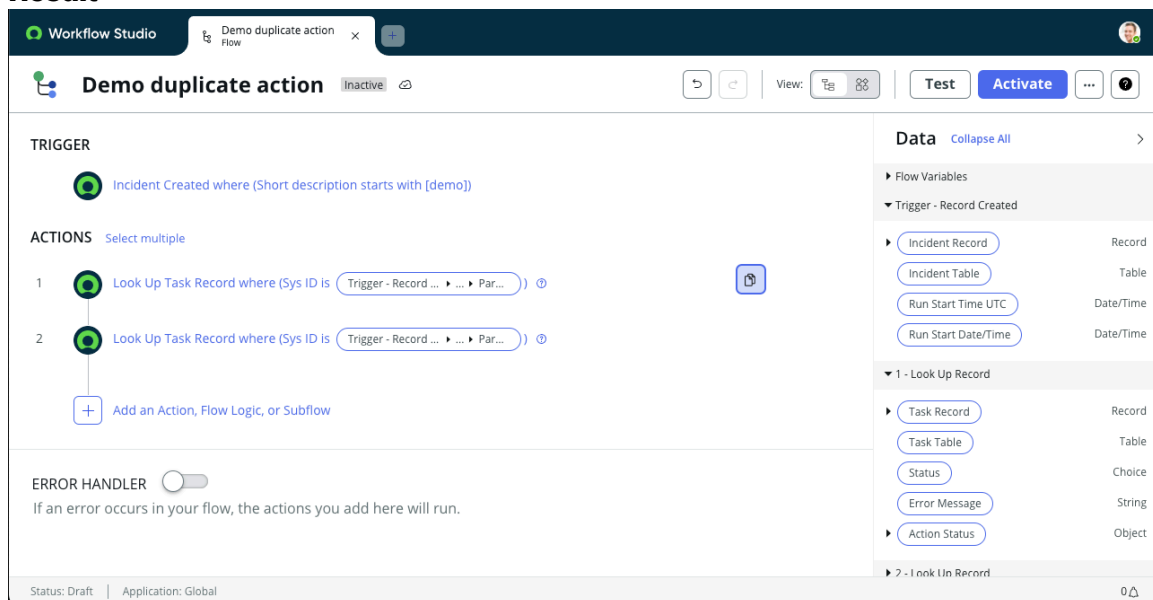 Workflow Studio
Demo duplicate action
Flow
Demo duplicate action Inactive
View:
Test
Activate
TRIGGER
Incident Created where (Short description starts with [demo])
ACTIONS Select multiple
1 Look Up Task Record where (Sys ID is Trigger - Record ... ▸ ... ▸ Par... )
2 Look Up Task Record where (Sys ID is Trigger - Record ... ▸ ... ▸ Par... )
+ Add an Action, Flow Logic, or Subflow
ERROR HANDLER
If an error occurs in your flow, the actions you add here will run.
Data Collapse All
Flow Variables
Trigger - Record Created
Incident Record Record
Incident Table Table
Run Start Time UTC Date/Time
Run Start Date/Time Date/Time
1 - Look Up Record
Task Record Record
Task Table Table
Status Choice
Error Message String
Action Status Object
2 - Look Up Record
Status: Draft | Application: Global
0